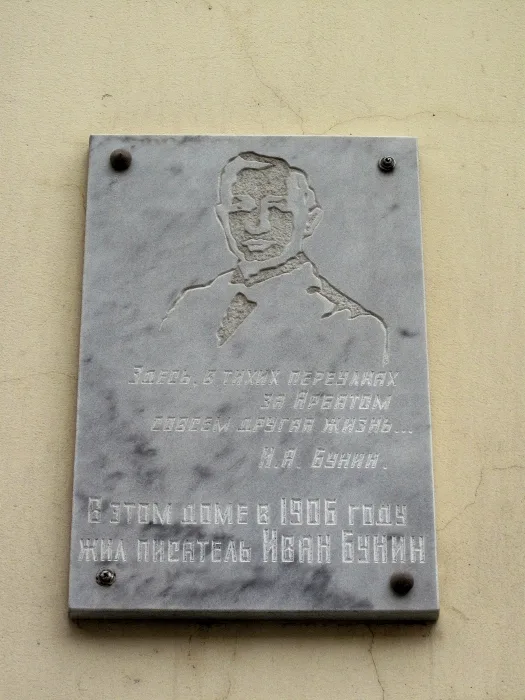 Здесь, в тихих переулках
за Арбатом
совсем другая жизнь...
И.А. Бунин.
В этом доме в 1906 году
жил писатель Иван Бунин